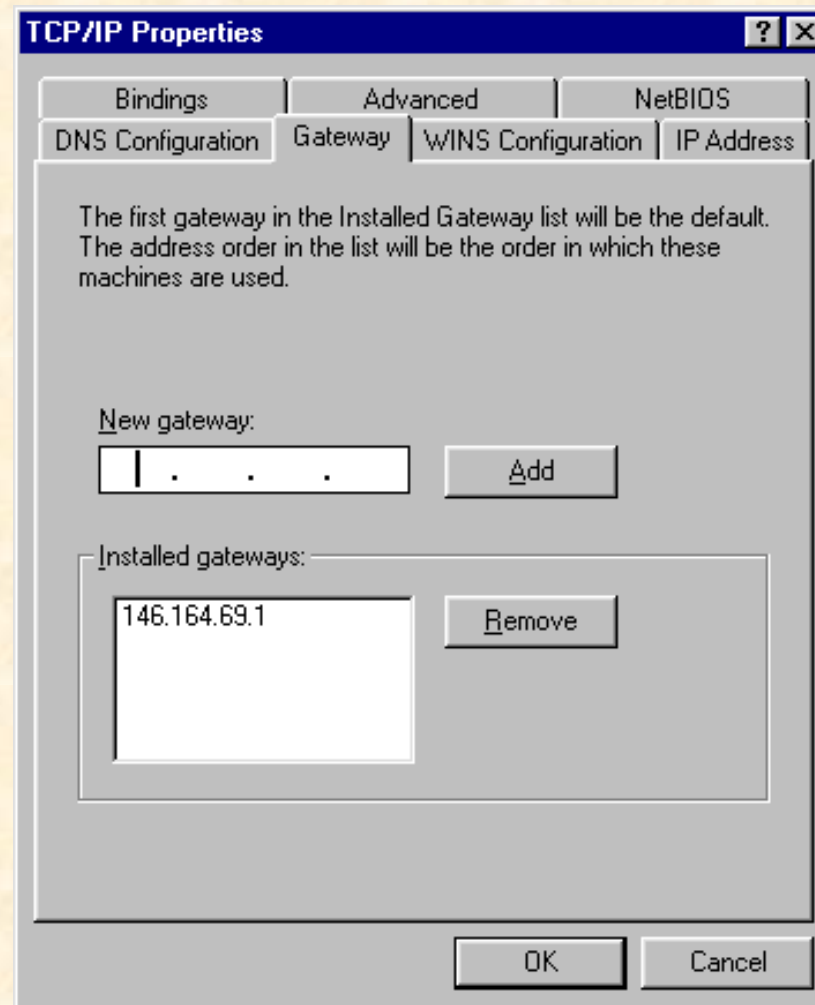 TCP/IP Properties
? ×
Bindings Advanced NetBIOS
DNS Configuration Gateway WINS Configuration IP Address
The first gateway in the Installed Gateway list will be the default.
The address order in the list will be the order in which these
machines are used.
New gateway:
. . . Add
Installed gateways:
146.164.69.1 Remove
OK Cancel